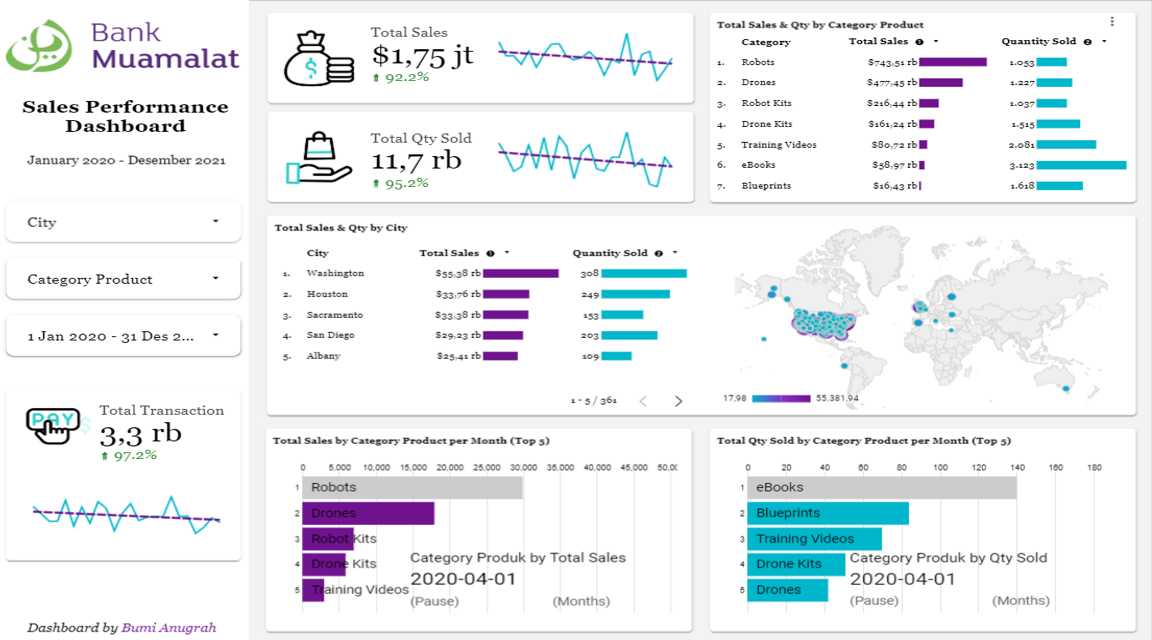 Bank
Muamalat
Sales Performance
Dashboard
January 2020 - Desember 2021
City
Category Product
1 Jan 2020 - 31 Des 2...
PAY
$
Total Transaction
3,3 rb
97.2%
Dashboard by Bumi Anugrah
$
Total Sales
$1,75 jt
92.2%
Total Qty Sold
11,7 rb
95.2%
Total Sales & Qty by Category Product
Category Total Sales 1 Quantity Sold 2
1. Robots $743,51 rb 1.053
2. Drones $477,45 rb 1.227
3. Robot Kits $216,44 rb 1.037
4. Drone Kits $161,24 rb 1.515
5. Training Videos $80,72 rb 2.081
6. eBooks $58,97 rb 3.123
7. Blueprints $16,43 rb 1.618
Total Sales & Qty by City
City Total Sales 1 Quantity Sold 2
1. Washington $55,38 rb 308
2. Houston $33,76 rb 249
3. Sacramento $33,38 rb 153
4. San Diego $29,23 rb 203
5. Albany $25,41 rb 109
1 - 5 / 361
17,98 55.381,94
Total Sales by Category Product per Month (Top 5)
0 5,000 10,000 15,000 20,000 25,000 30,000 35,000 40,000 45,000 50,0
1 Robots
2 Drones
3 Robot Kits
4 Drone Kits
5 Training Videos
Category Produk by Total Sales
2020-04-01
(Pause) (Months)
Total Qty Sold by Category Product per Month (Top 5)
0 20 40 60 80 100 120 140 160 180
1 eBooks
2 Blueprints
3 Training Videos
4 Drone Kits
5 Drones
Category Produk by Qty Sold
2020-04-01
(Pause) (Months)